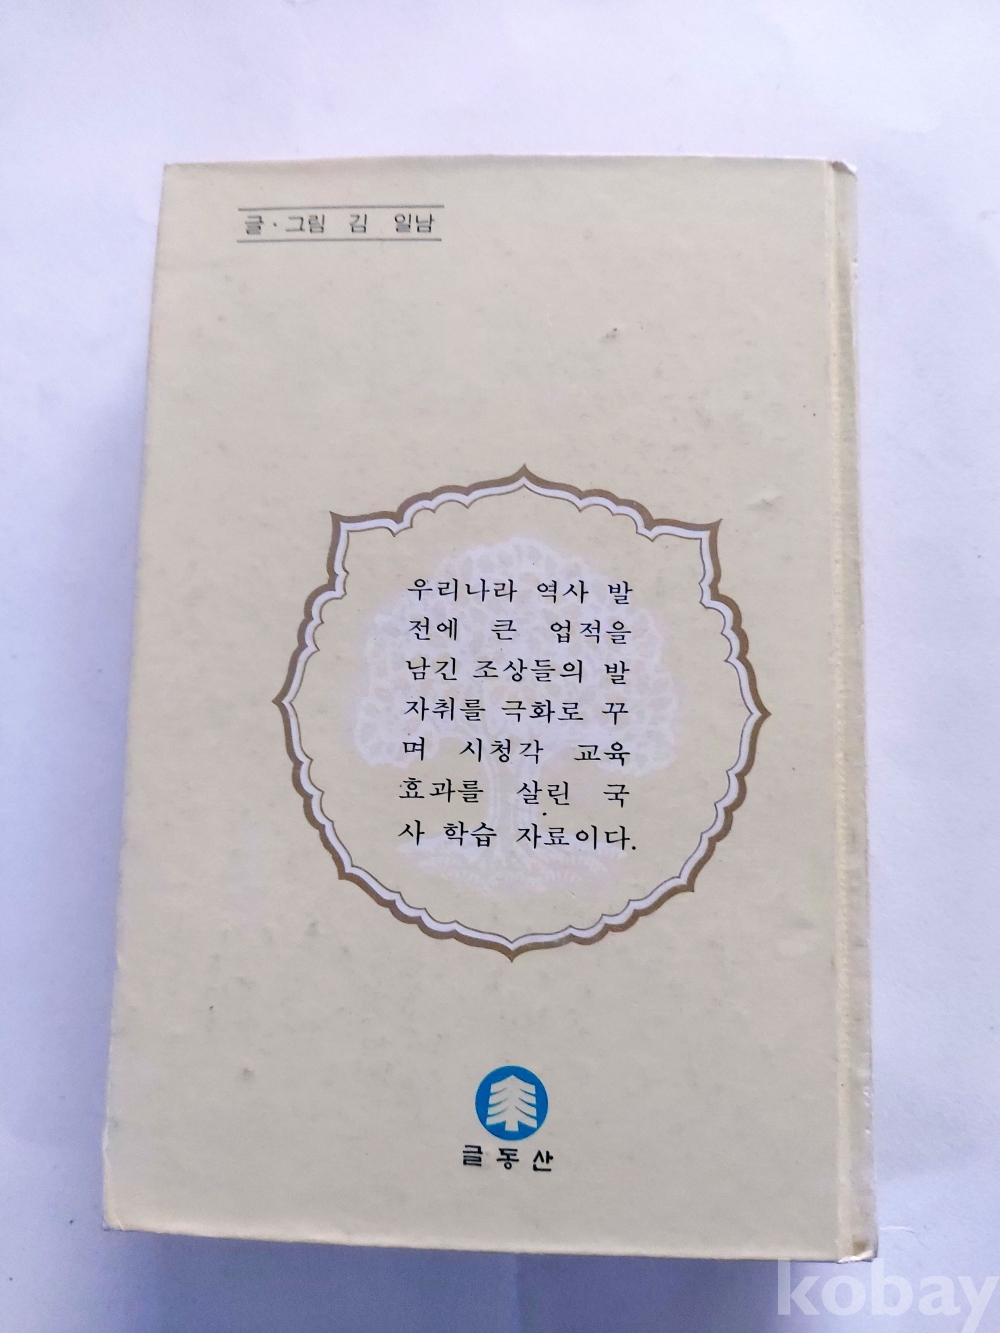 글·그림 김 일남
우리나라 역사 발
전에 큰 업적을
남긴 조상들의 발
자취를 극화로 꾸
며 시청각 교육
효과를 살린 국
사 학습 자료이다.
글동산
kobay